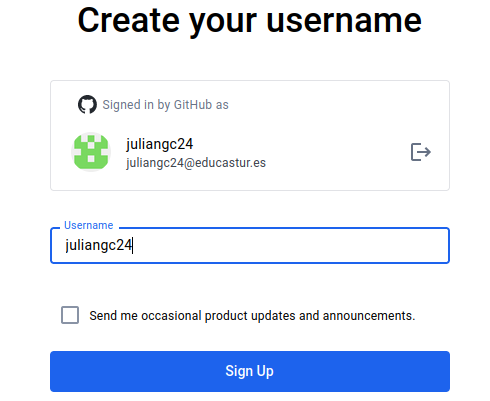 Create your username
Signed in by GitHub as
juliangc24
juliangc24@educastur.es
Username
juliangc24
Send me occasional product updates and announcements.
Sign Up